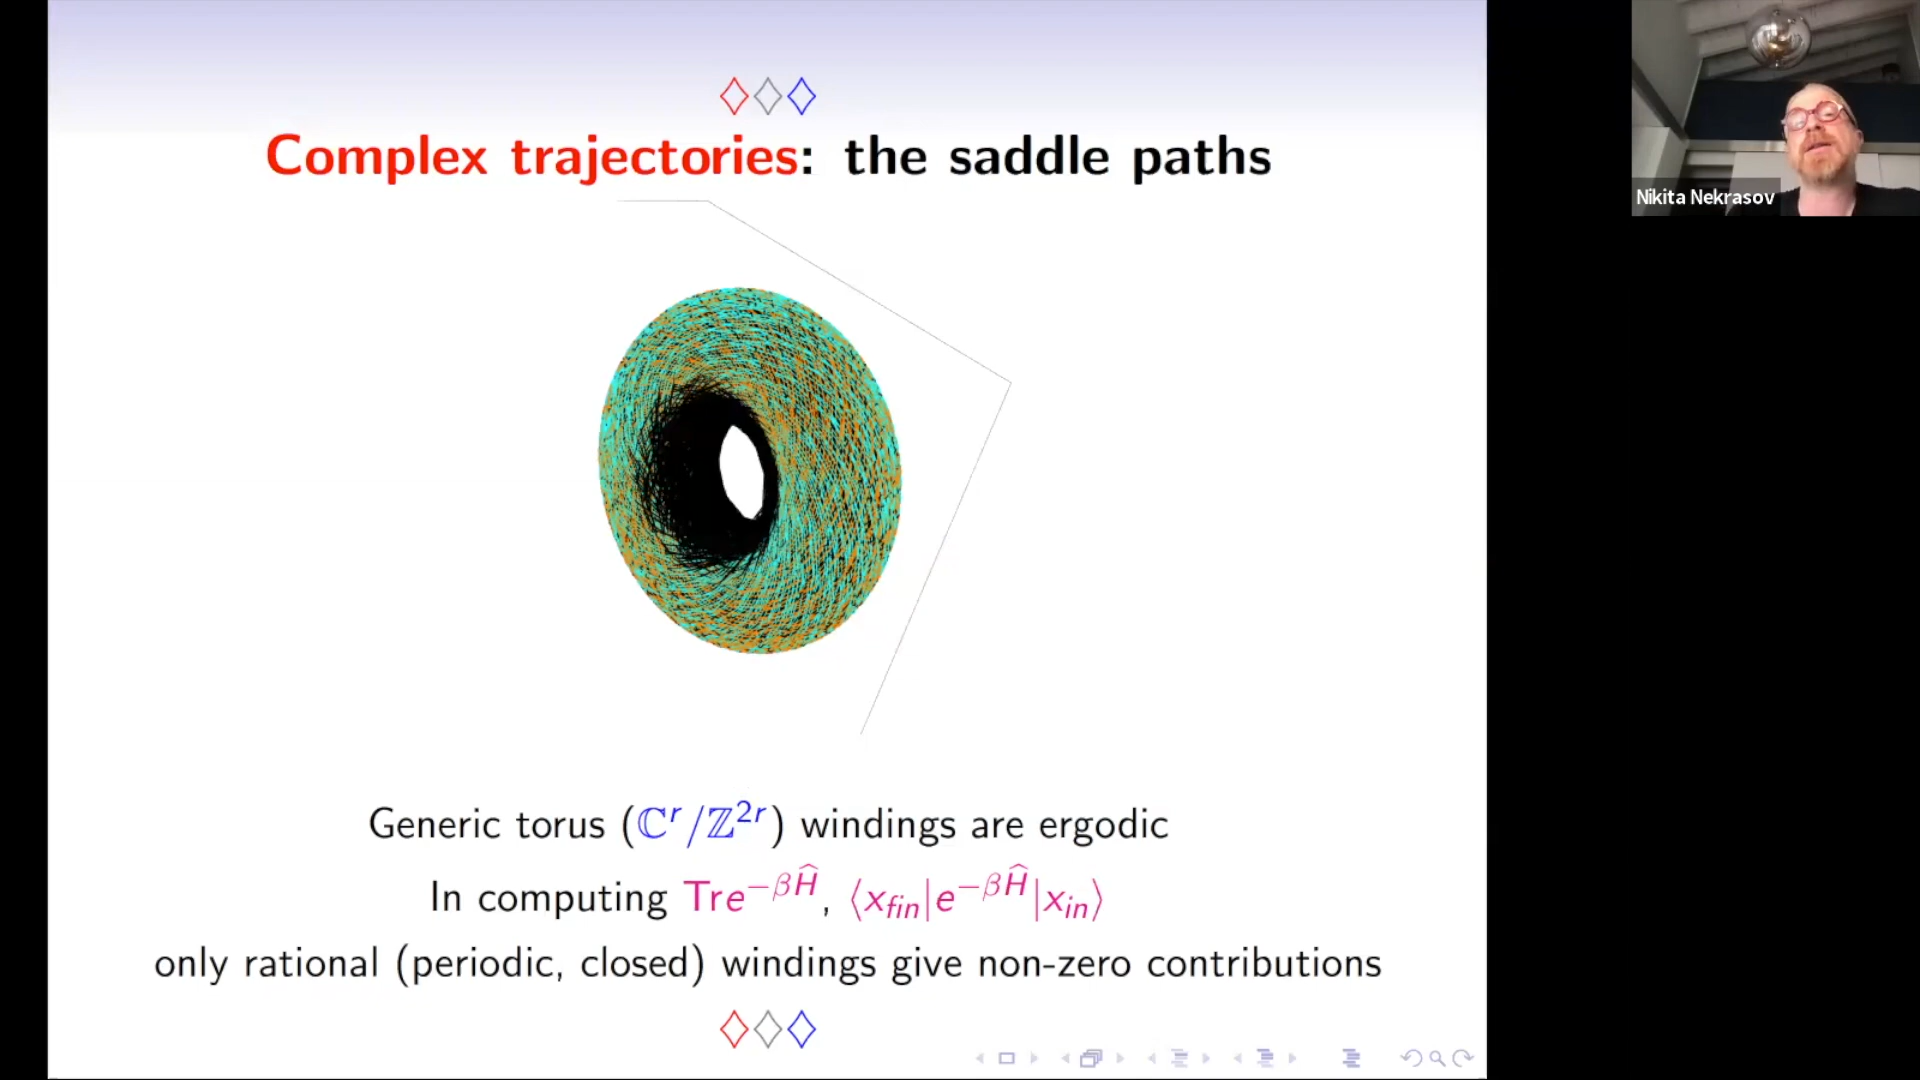 Complex trajectories: the saddle paths
Nikita Nekrasov
Generic torus (ℂ^r/ℤ^{2r}) windings are ergodic
In computing Tre^{−βĤ}, ⟨x_{fin}|e^{−βĤ}|x_{in}⟩
only rational (periodic, closed) windings give non-zero contributions